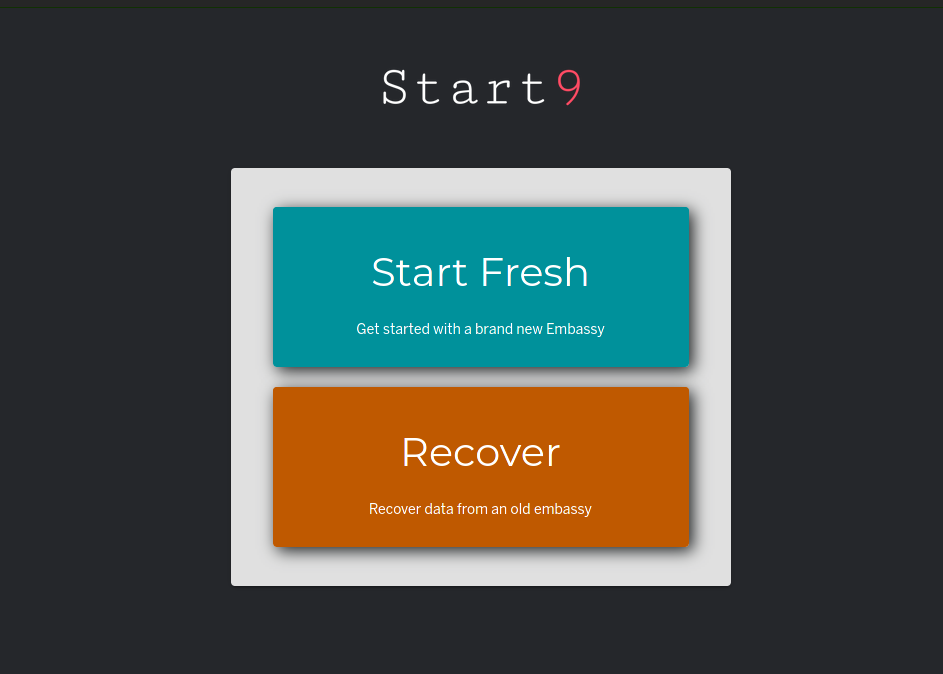 Start9
Start Fresh
Get started with a brand new Embassy
Recover
Recover data from an old embassy